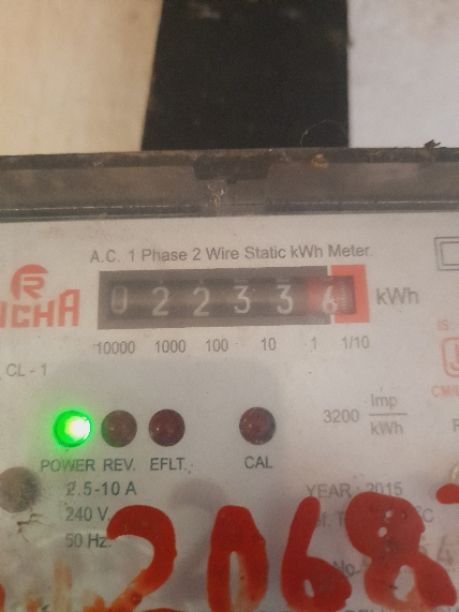 A.C. 1 Phase 2 Wire Static kWh Meter
R
022336 kWh
10000 1000 100 10 1 1/10
CL - 1
3200 Imp
kWh
POWER REV. EFLT. CAL
2.5-10 A
240 V.
50 Hz.
YEAR : 2015
2068